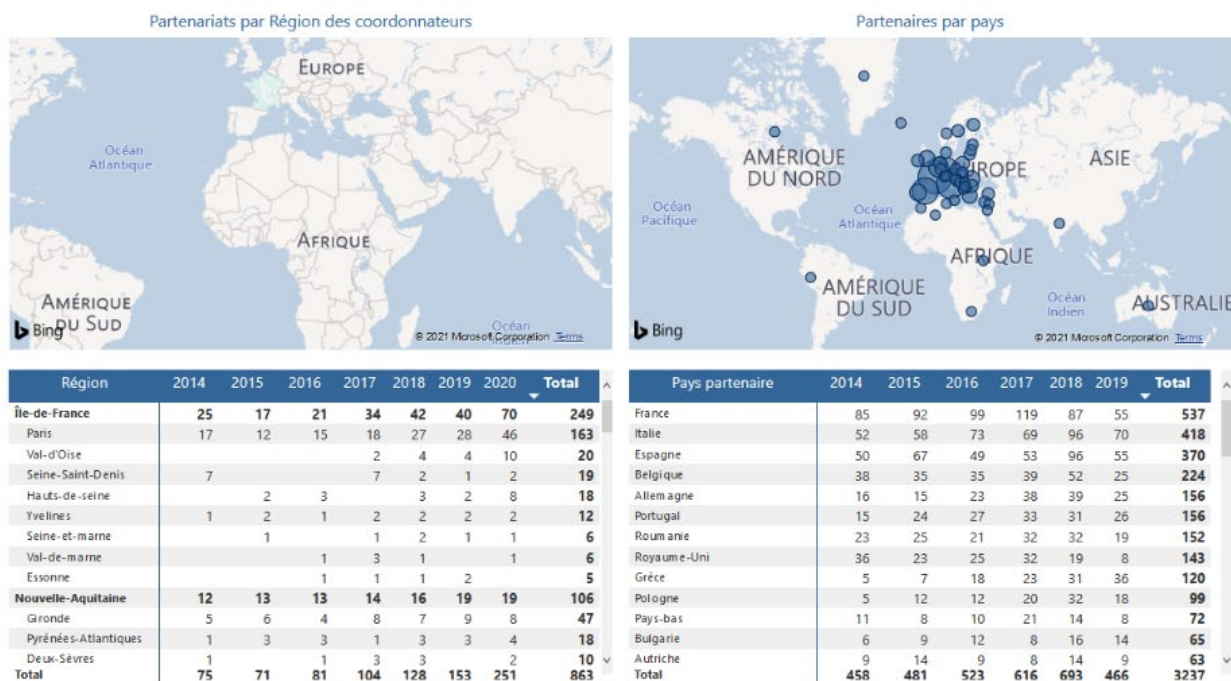 Partenariats par Région des coordonnateurs
EUROPE
Océan
Atlantique
AFRIQUE
AMÉRIQUE
DU SUD
Océan
Indien
Bing
© 2021 Microsoft Corporation Terms
Région 2014 2015 2016 2017 2018 2019 2020 Total
Île-de-France 25 17 21 34 42 40 70 249
Paris 17 12 15 18 27 28 46 163
Val-d'Oise 2 4 4 10 20
Seine-Saint-Denis 7 7 2 1 2 19
Hauts-de-seine 2 3 3 2 8 18
Yvelines 1 2 1 2 2 2 2 12
Seine-et-marne 1 1 2 1 1 6
Val-de-marne 1 3 1 1 6
Essonne 1 1 1 2 5
Nouvelle-Aquitaine 12 13 13 14 16 19 19 106
Gironde 5 6 4 8 7 9 8 47
Pyrénées-Atlantiques 1 3 3 1 3 3 4 18
Deux-Sèvres 1 1 3 3 2 10
Total 75 71 81 104 128 153 251 863
Partenaires par pays
AMÉRIQUE
DU NORD
EUROPE
ASIE
Océan
Pacifique
Océan
Atlantique
AFRIQUE
AMÉRIQUE
DU SUD
Océan
Indien
AUSTRALIE
Bing
© 2021 Microsoft Corporation Terms
Pays partenaire 2014 2015 2016 2017 2018 2019 Total
France 85 92 99 119 87 55 537
Italie 52 58 73 69 96 70 418
Espagne 50 67 49 53 96 55 370
Belgique 38 35 35 39 52 25 224
Allemagne 16 15 23 38 39 25 156
Portugal 15 24 27 33 31 26 156
Roumanie 23 25 21 32 32 19 152
Royaume-Uni 36 23 25 32 19 8 143
Grèce 5 7 18 23 31 36 120
Pologne 5 12 12 20 32 18 99
Pays-bas 11 8 10 21 14 8 72
Bulgarie 6 9 12 8 16 14 65
Autriche 9 14 9 8 14 9 63
Total 458 481 523 616 693 466 3237